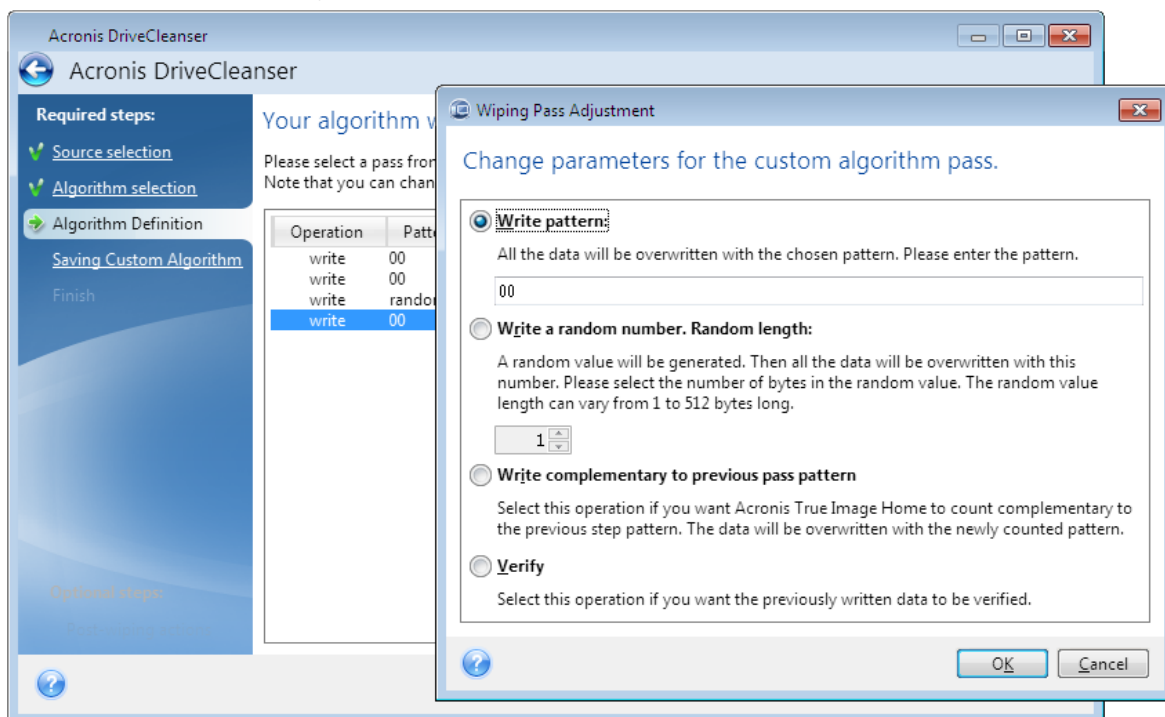 Acronis DriveCleanser
Acronis DriveCleanser
Required steps:
Source selection
Algorithm selection
Algorithm Definition
Saving Custom Algorithm
Finish
Your algorithm
Please select a pass from
Note that you can chan
Operation Patt
write 00
write 00
write random
write 00
Wiping Pass Adjustment
Change parameters for the custom algorithm pass.
Write pattern:
All the data will be overwritten with the chosen pattern. Please enter the pattern.
00
Write a random number. Random length:
A random value will be generated. Then all the data will be overwritten with this
number. Please select the number of bytes in the random value. The random value
length can vary from 1 to 512 bytes long.
1
Write complementary to previous pass pattern
Select this operation if you want Acronis True Image Home to count complementary to
the previous step pattern. The data will be overwritten with the newly counted pattern.
Verify
Select this operation if you want the previously written data to be verified.
OK Cancel